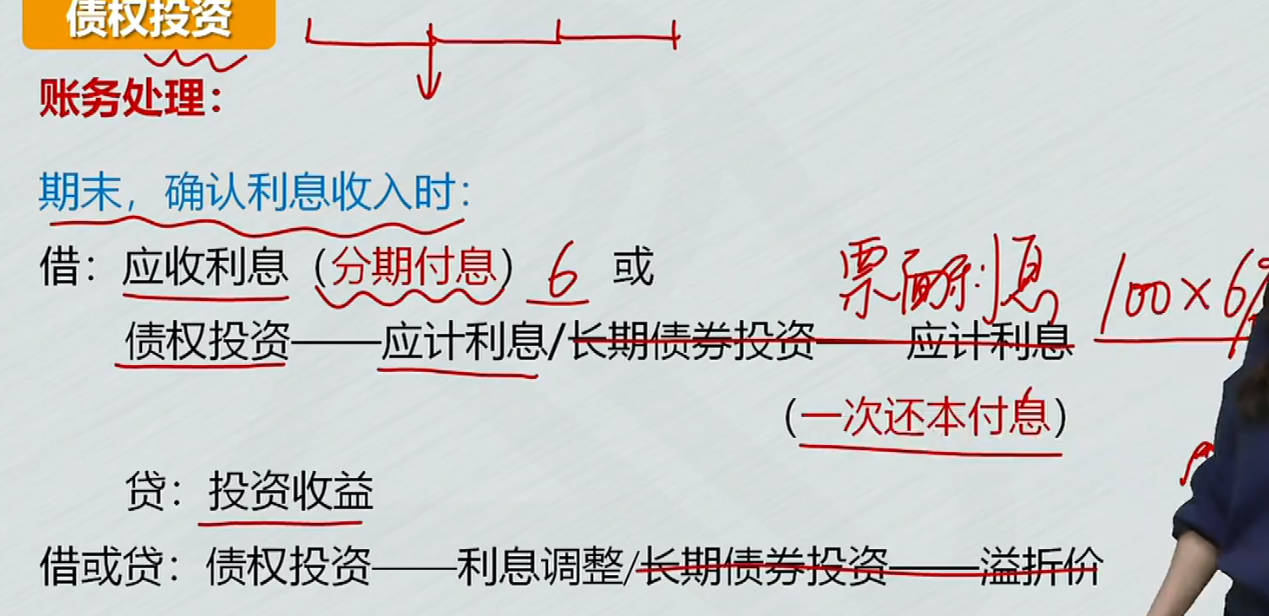 债权投资
账务处理：
期末，确认利息收入时：
借：应收利息（分期付息）6 或
票面利息 100×6%
债权投资——应计利息/长期债券投资——应计利息
（一次还本付息）
贷：投资收益
借或贷：债权投资——利息调整/长期债券投资——溢折价